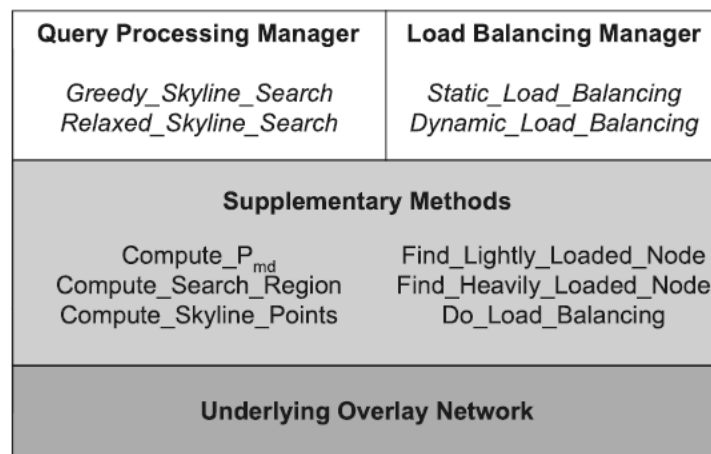 Query Processing Manager
Greedy_Skyline_Search
Relaxed_Skyline_Search
Load Balancing Manager
Static_Load_Balancing
Dynamic_Load_Balancing
Supplementary Methods
Compute_P_md
Compute_Search_Region
Compute_Skyline_Points
Find_Lightly_Loaded_Node
Find_Heavily_Loaded_Node
Do_Load_Balancing
Underlying Overlay Network